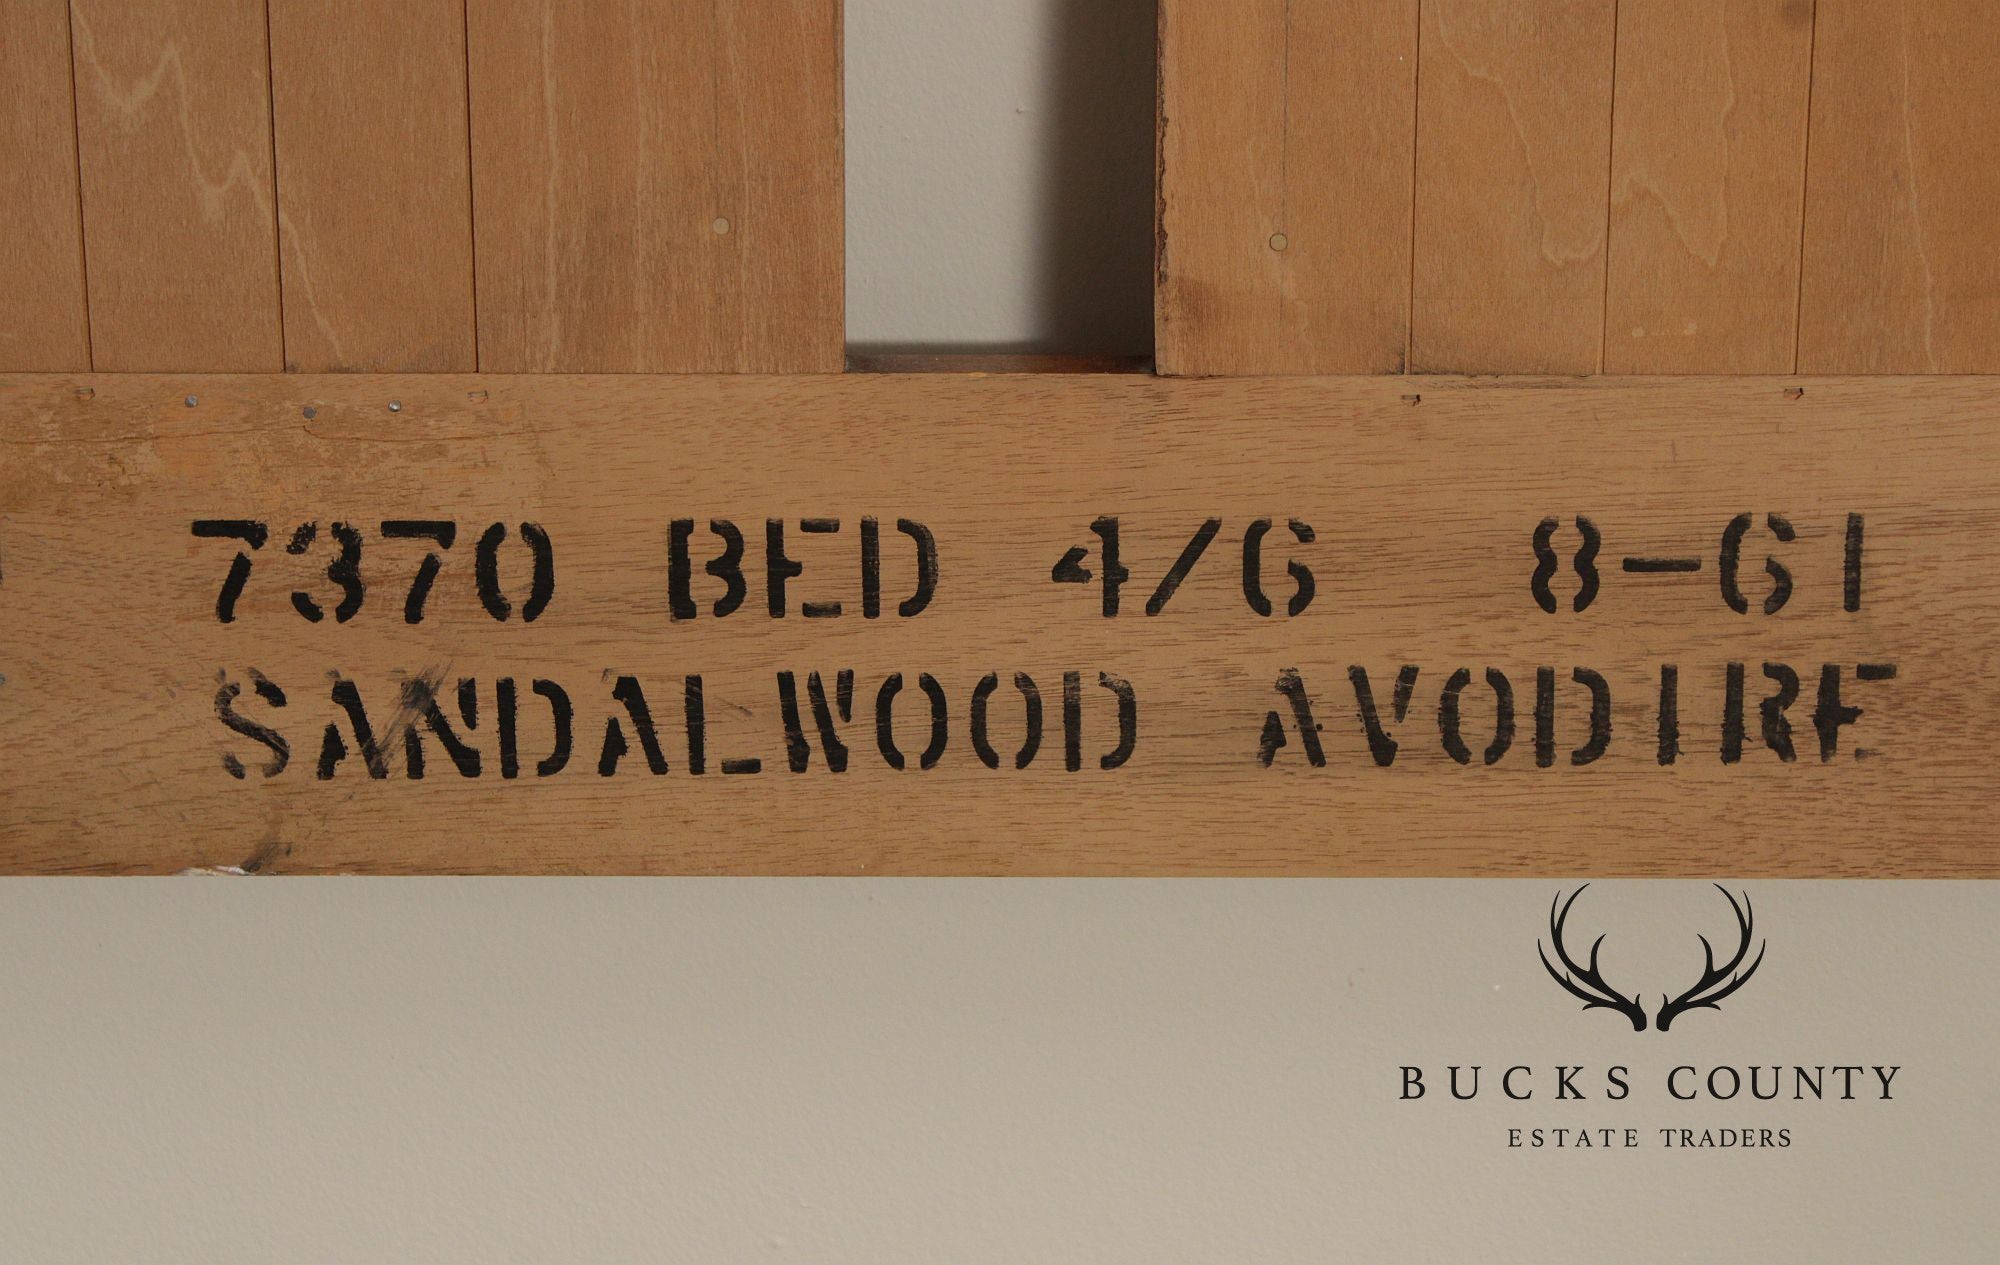 7370 BED 4/6 8-61
SANDALWOOD AVODIRE
BUCKS COUNTY
ESTATE TRADERS